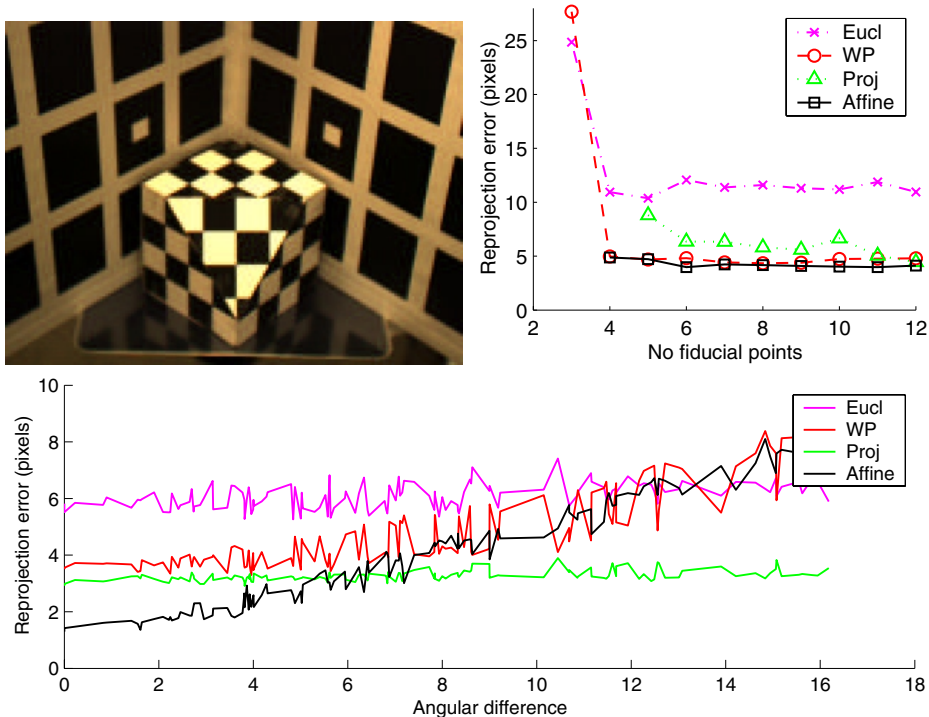 Reprojection error (pixels)
25
20
15
10
5
0
2
4
6
8
10
12
No fiducial points
Eucl
WP
Proj
Affine
Reprojection error (pixels)
10
8
6
4
2
0
0
2
4
6
8
10
12
14
16
18
Angular difference
Eucl
WP
Proj
Affine